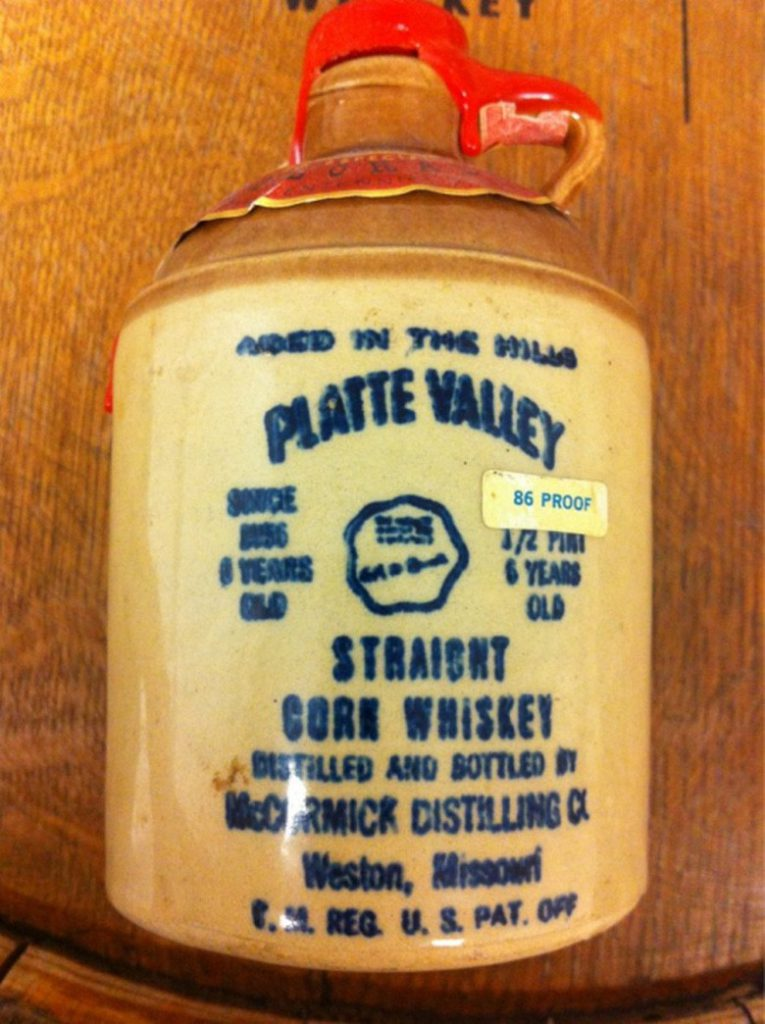 AGED IN THE HILLS
PLATTE VALLEY
SINCE
1856
YEARS
OLD
86 PROOF
1/2 PINT
6 YEARS
OLD
STRAIGHT
CORN WHISKEY
DISTILLED AND BOTTLED BY
McCORMICK DISTILLING CO.
Weston, Missouri
T.M. REG. U.S. PAT. OFF